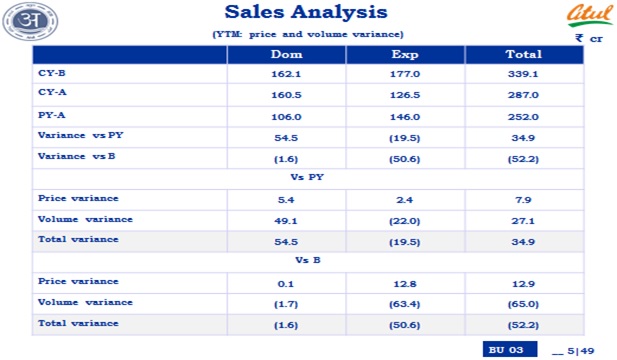 अ
Sales Analysis
Atul
(YTM: price and volume variance)
₹ cr
Dom Exp Total
CY-B 162.1 177.0 339.1
CY-A 160.5 126.5 287.0
PY-A 106.0 146.0 252.0
Variance vs PY 54.5 (19.5) 34.9
Variance vs B (1.6) (50.6) (52.2)
Vs PY
Price variance 5.4 2.4 7.9
Volume variance 49.1 (22.0) 27.1
Total variance 54.5 (19.5) 34.9
Vs B
Price variance 0.1 12.8 12.9
Volume variance (1.7) (63.4) (65.0)
Total variance (1.6) (50.6) (52.2)
BU 03 __ 5|49